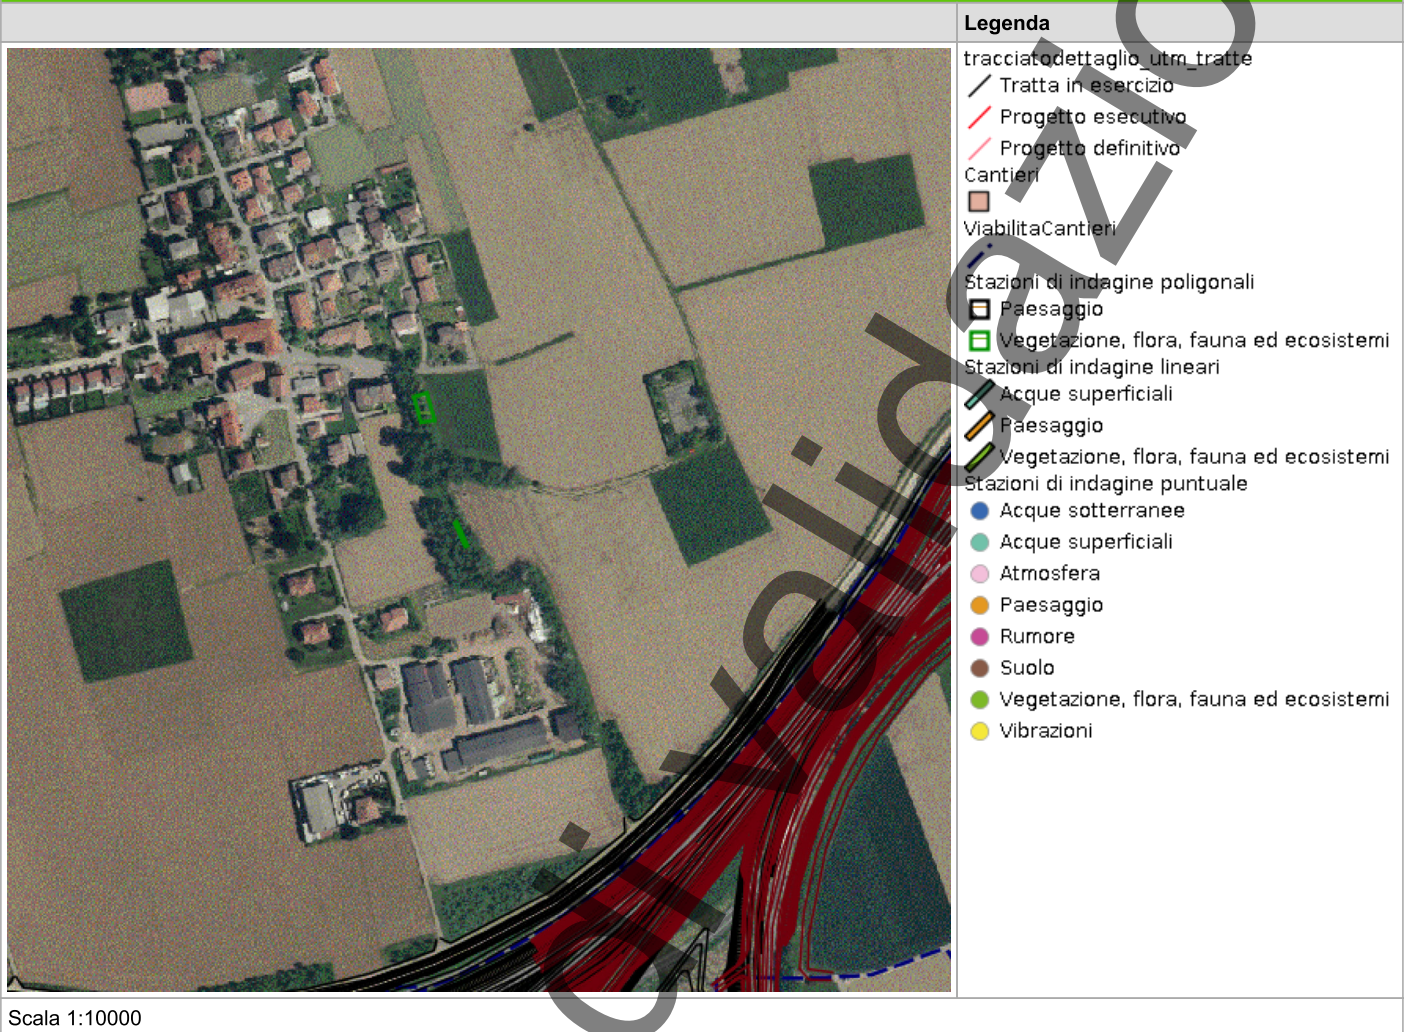 Legenda
tracciatodettaglio_utm_tratte
Tratta in esercizio
Progetto esecutivo
Progetto definitivo
Cantieri
ViabilitaCantieri
Stazioni di indagine poligonali
Paesaggio
Vegetazione, flora, fauna ed ecosistemi
Stazioni di indagine lineari
Acque superficiali
Paesaggio
Vegetazione, flora, fauna ed ecosistemi
Stazioni di indagine puntuale
Acque sotterranee
Acque superficiali
Atmosfera
Paesaggio
Rumore
Suolo
Vegetazione, flora, fauna ed ecosistemi
Vibrazioni
Scala 1:10000